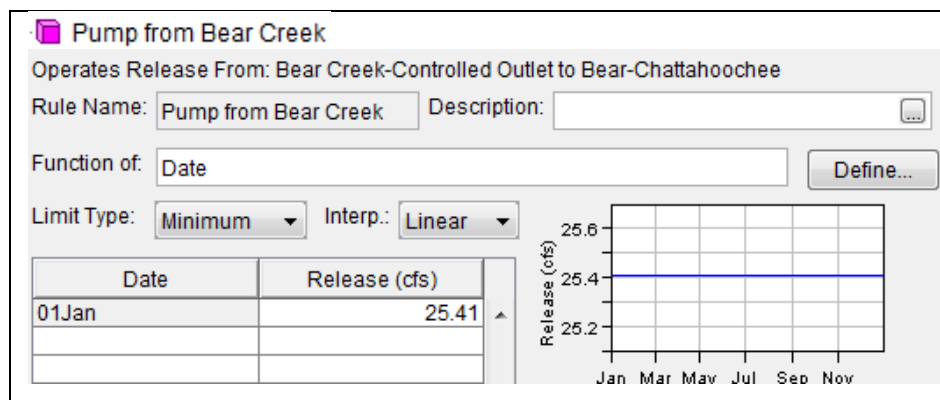 Pump from Bear Creek
Operates Release From: Bear Creek-Controlled Outlet to Bear-Chattahoochee
Rule Name: Pump from Bear Creek Description: ...
Function of: Date Define...
Limit Type: Minimum Interp.: Linear
Date Release (cfs)
01Jan 25.41
Release (cfs)
25.6
25.4
25.2
Jan Mar May Jul Sep Nov